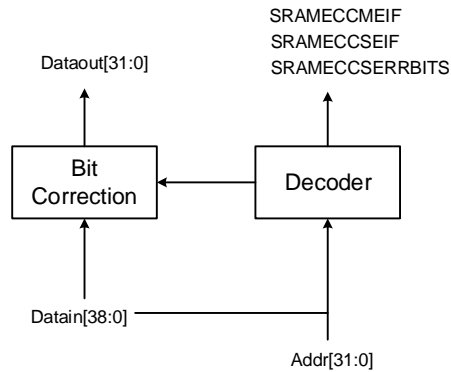 SRAMECCMEIF
SRAMECCSEIF
SRAMECCSERRBITS
Dataout[31:0]
Bit
Correction
Decoder
Datain[38:0]
Addr[31:0]